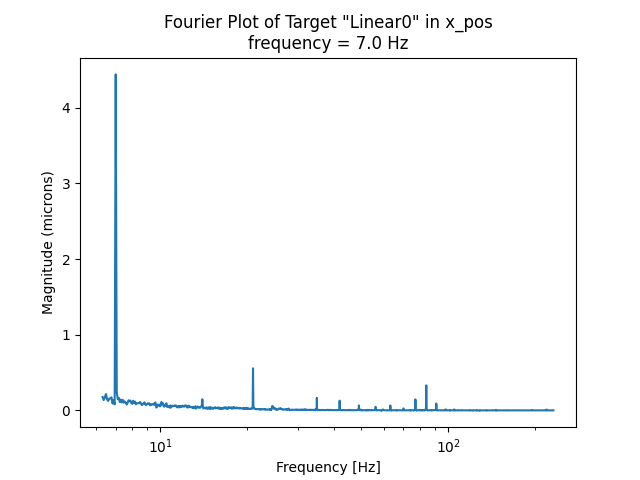 Fourier Plot of Target "Linear0" in x_pos
frequency = 7.0 Hz
Magnitude (microns)
4
3
2
1
0
10¹
10²
Frequency [Hz]